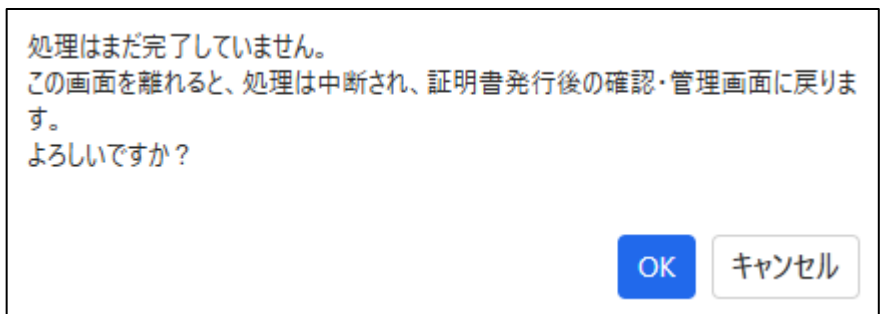 処理はまだ完了していません。
この画面を離れると、処理は中断され、証明書発行後の確認・管理画面に戻りま
す。
よろしいですか？
OK
キャンセル